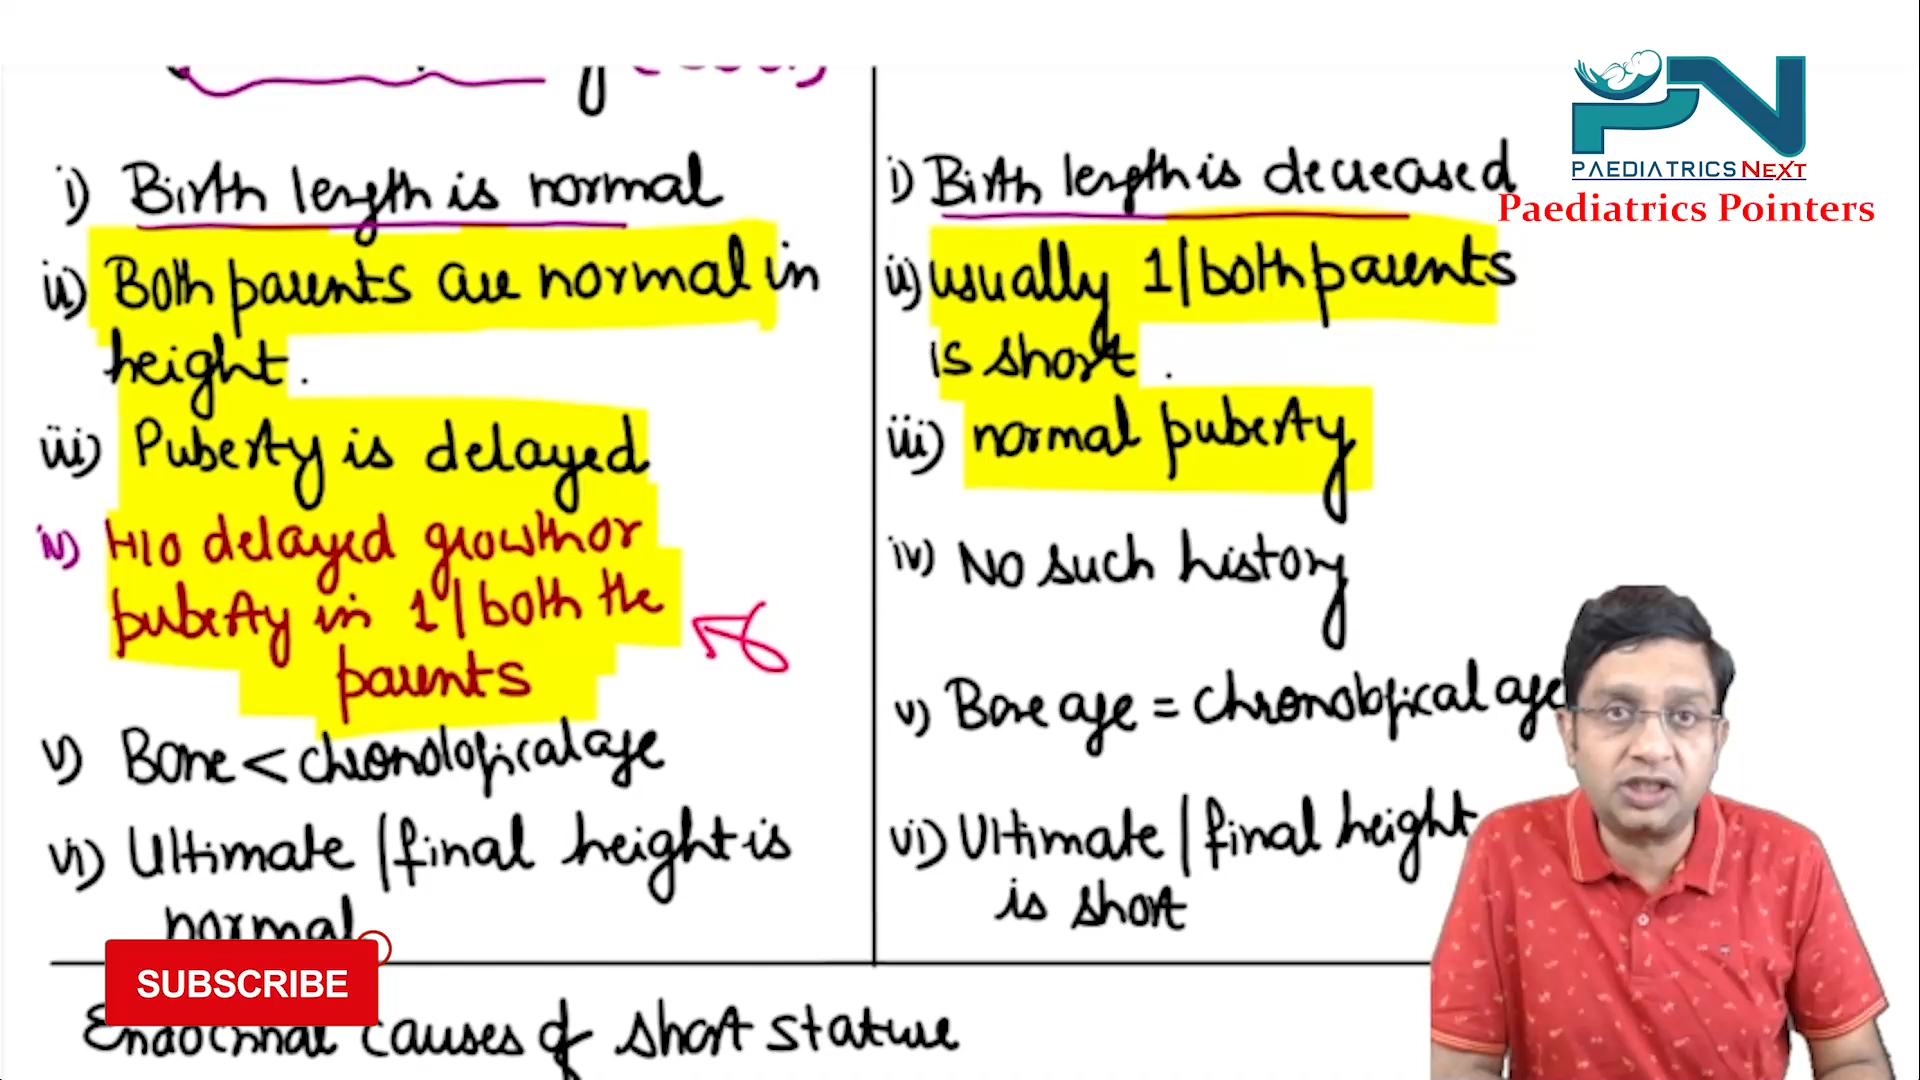 i) Birth length is normal
ii) Both parents are normal in
height.
iii) Puberty is delayed
iv) H/o delayed growth or
puberty in 1/both the
parents
v) Bone < chronological age
vi) Ultimate/final height is
normal
i) Birth length is decreased
ii) usually 1/both parents
is short.
iii) normal puberty
iv) No such history
v) Bone age = chronological age
vi) Ultimate/final height
is short
Endocrinal causes of short stature
SUBSCRIBE
PN
PAEDIATRICS NEXT
Paediatrics Pointers